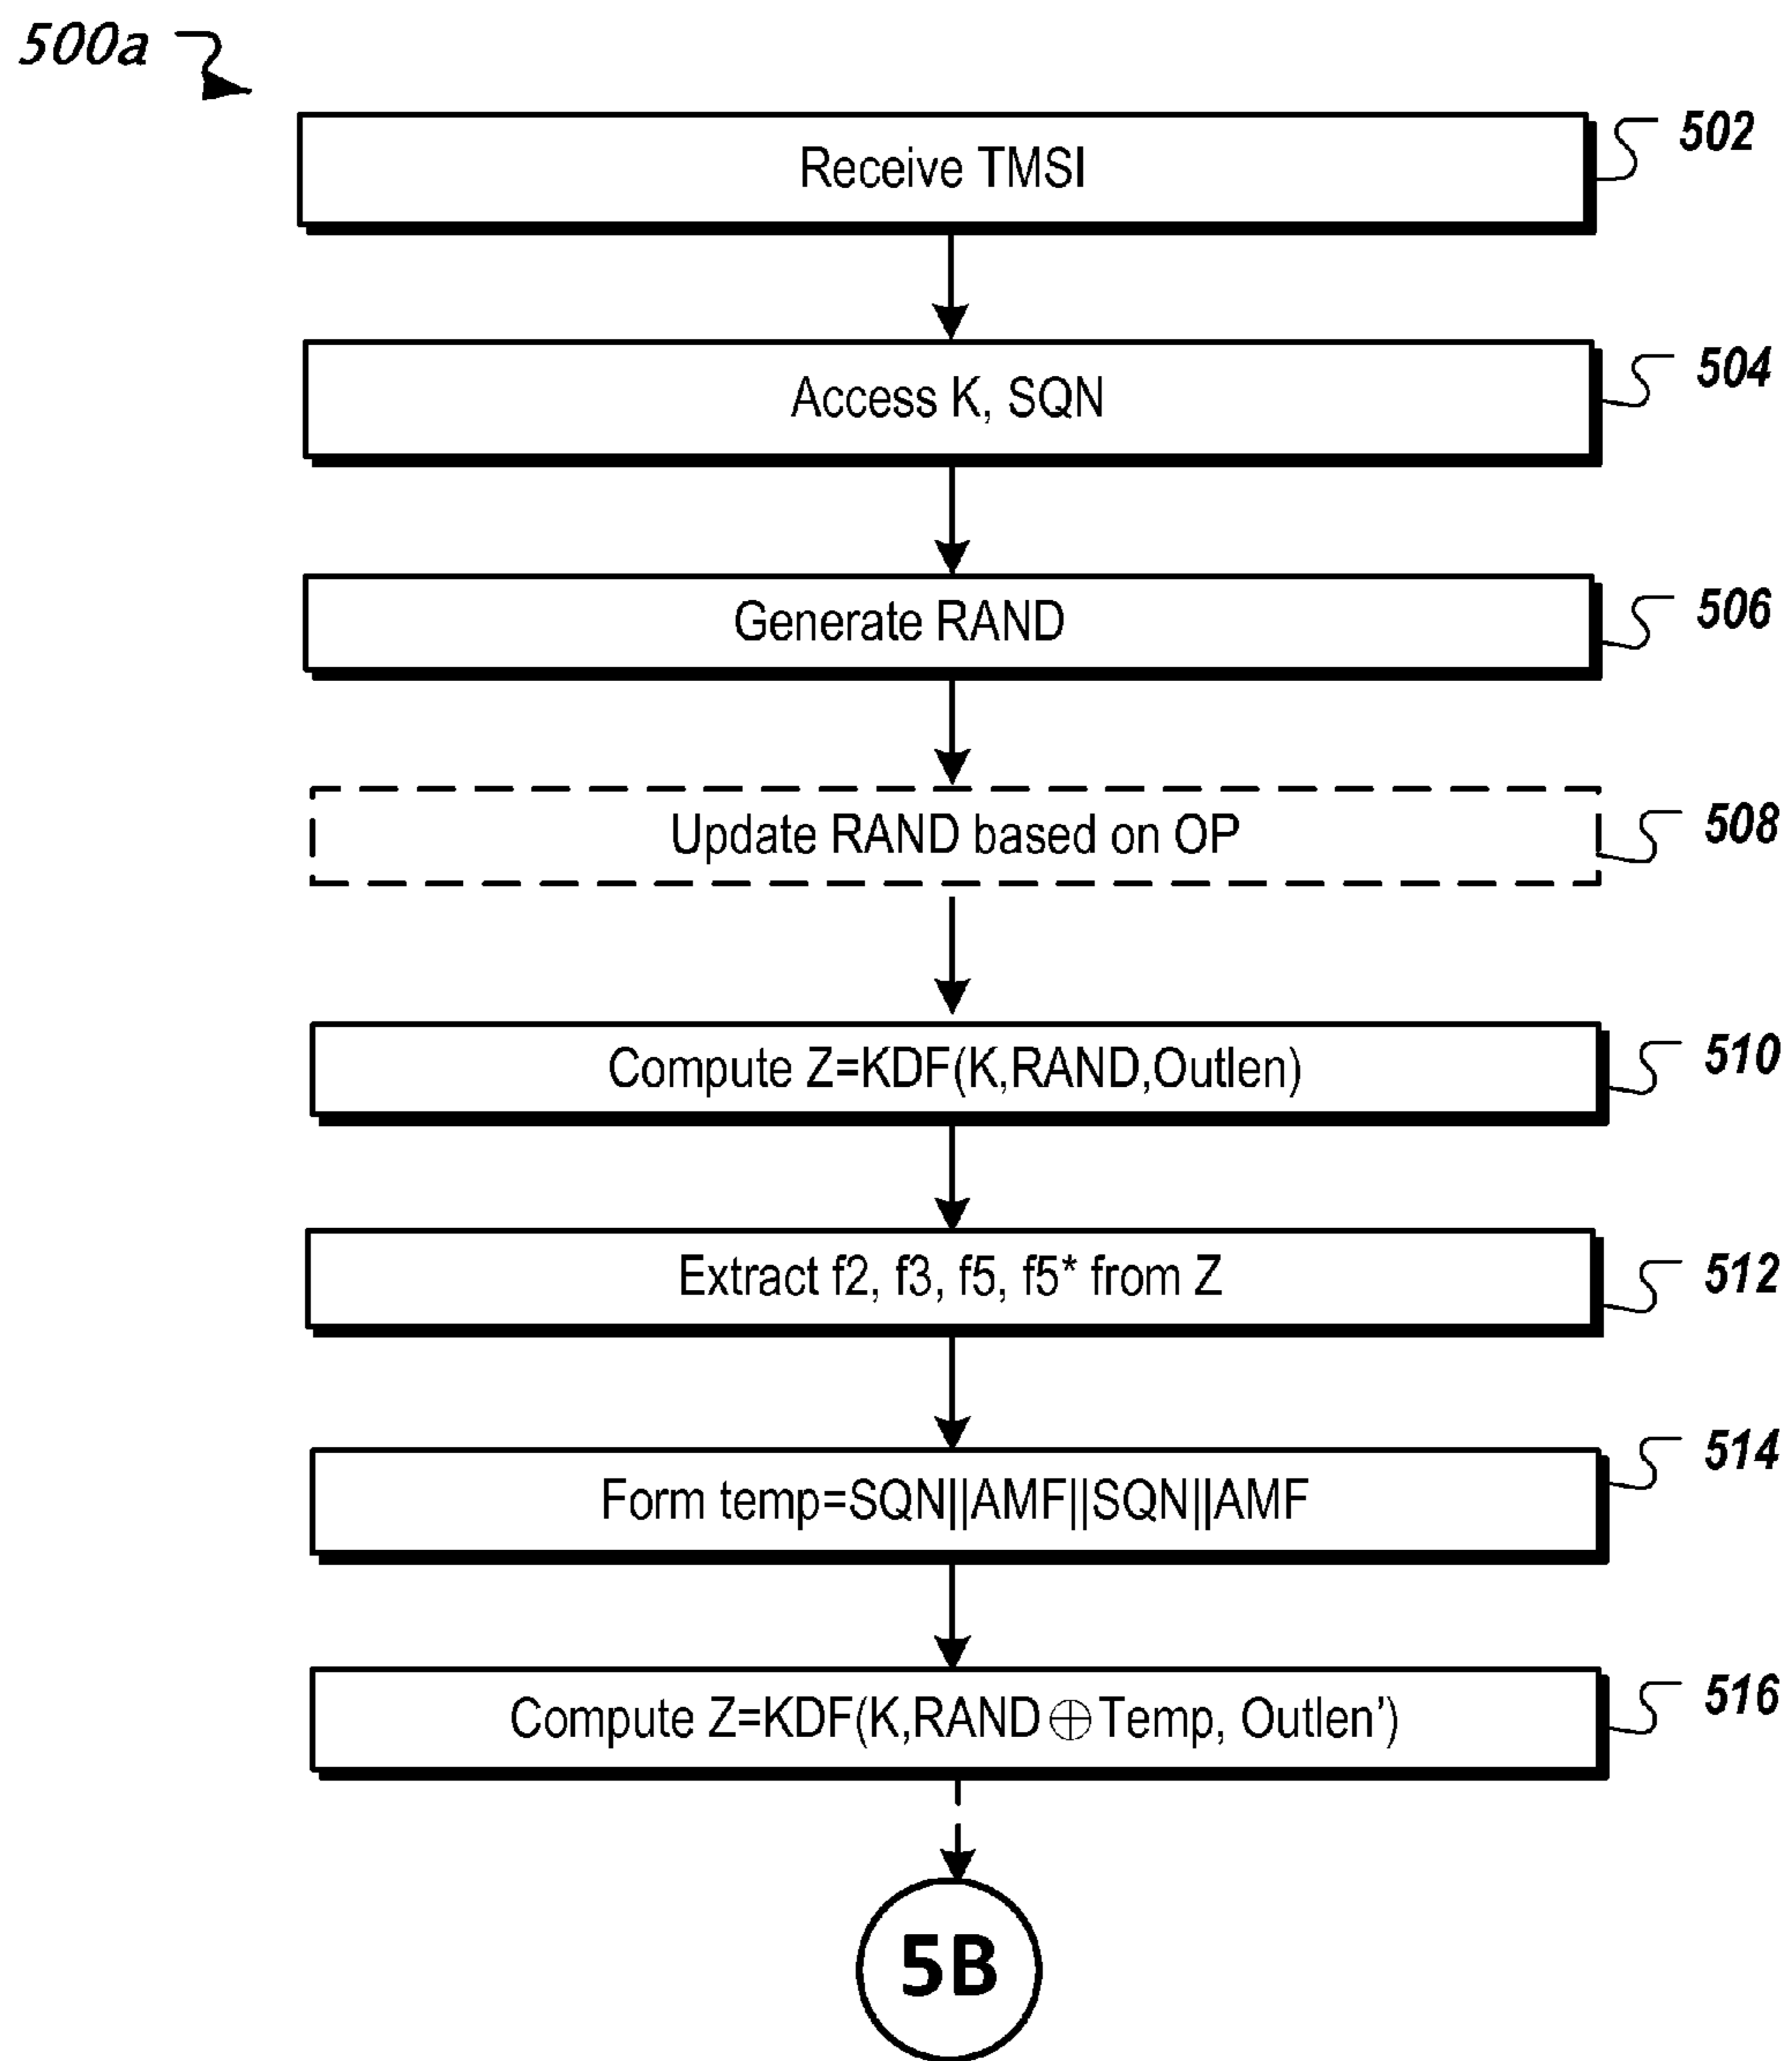 500a
Receive TMSI
502
Access K, SQN
504
Generate RAND
506
Update RAND based on OP
508
Compute Z=KDF(K,RAND,Outlen)
510
Extract f2, f3, f5, f5* from Z
512
Form temp=SQN||AMF||SQN||AMF
514
Compute Z=KDF(K,RAND⊕Temp, Outlen’)
516
5B